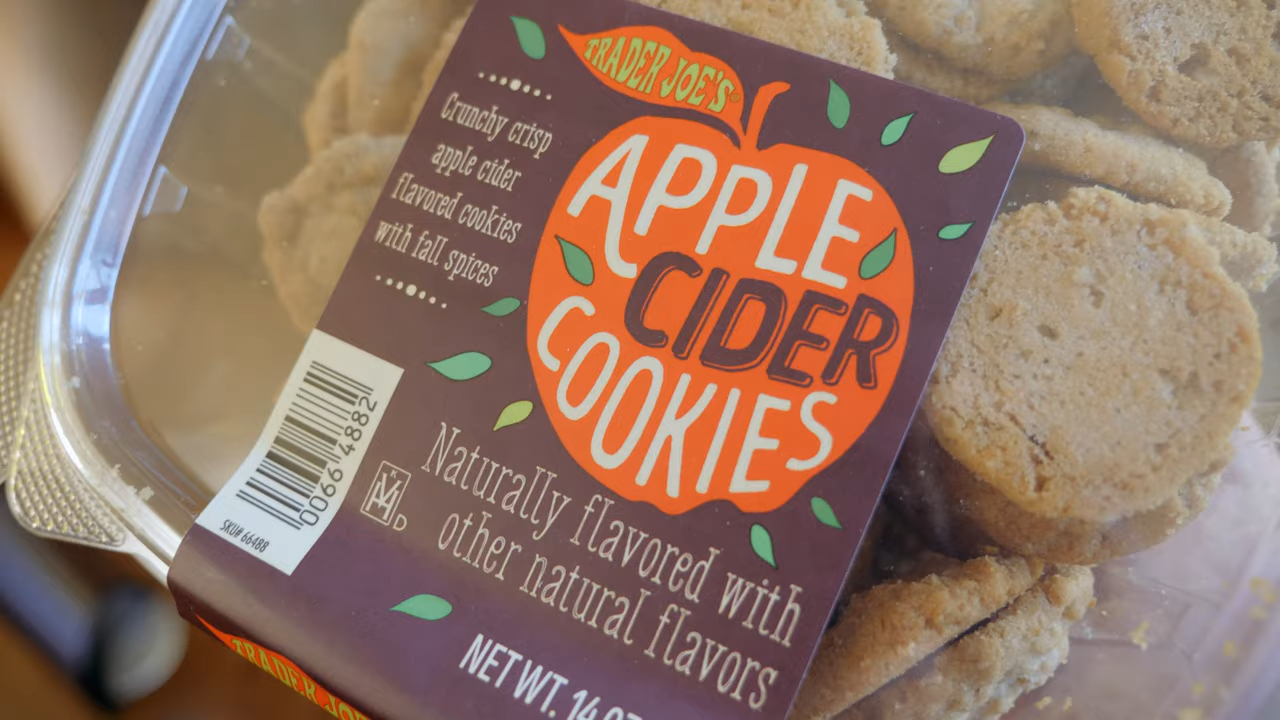 TRADER JOE'S
APPLE
CIDER
COOKIES
Crunchy crisp
apple cider
flavored cookies
with fall spices
0066 4882
SKU# 66488
D
Naturally flavored with
other natural flavors
NET WT. 14 OZ
TRADER JOE